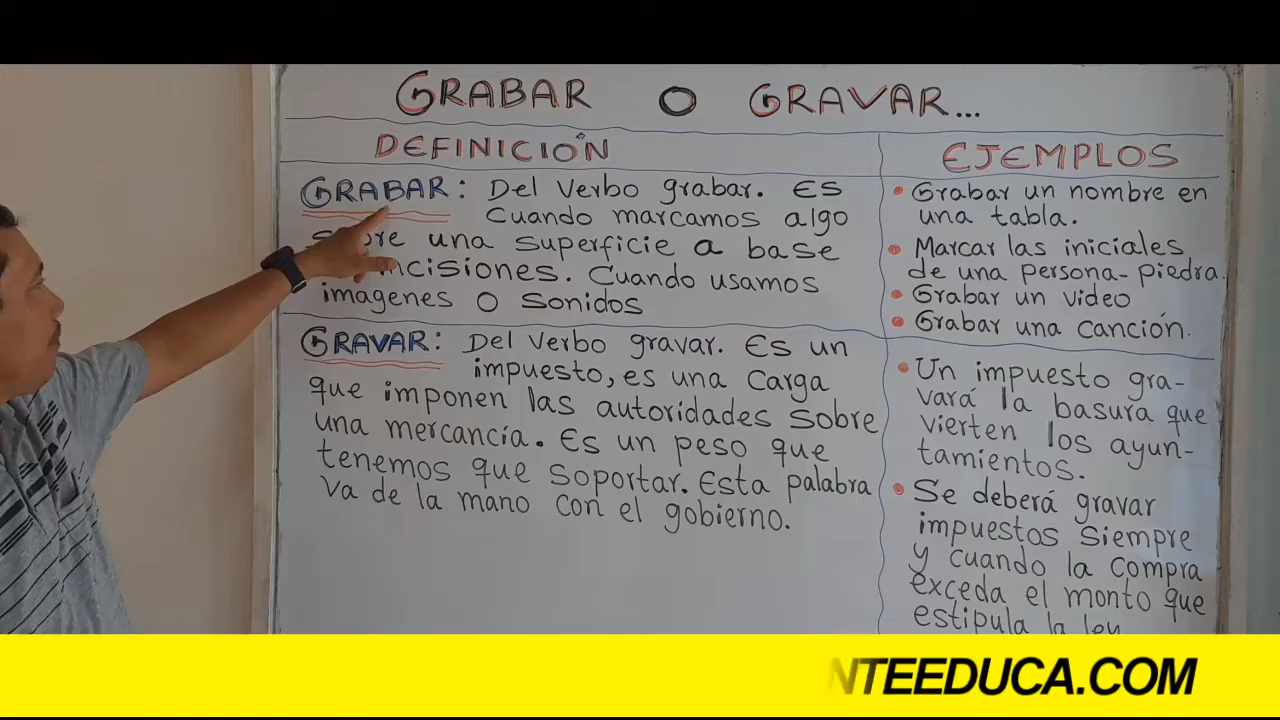 GRABAR O GRAVAR...
DEFINICIÓN
GRABAR: Del verbo grabar. ES
cuando marcamos algo
una superficie a base
incisiones. Cuando usamos
imagenes o sonidos
GRAVAR: Del verbo gravar. Es un
impuesto, es una carga
que imponen las autoridades sobre
una mercancía. Es un peso que
tenemos que soportar. Esta palabra
va de la mano con el gobierno.
EJEMPLOS
Grabar un nombre en
una tabla.
Marcar las iniciales
de una persona-piedra.
Grabar un video
Grabar una canción.
Un impuesto gra-
vará la basura que
vierten los ayun-
tamientos.
Se deberá gravar
impuestos siempre
y cuando la compra
exceda el monto que
estipula la ley
NTEEDUCA.COM